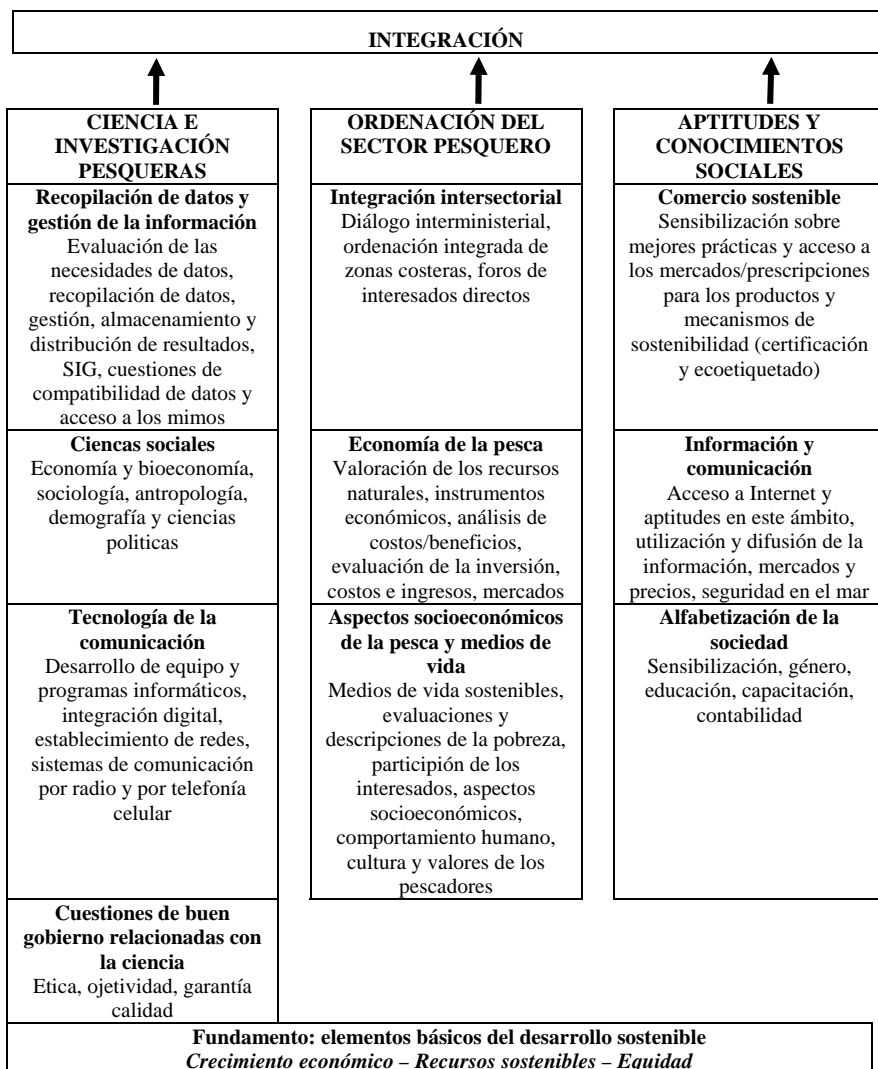 INTEGRACIÓN
CIENCIA E
INVESTIGACIÓN
PESQUERAS
Recopilación de datos y
gestión de la información
Evaluación de las
necesidades de datos,
recopilación de datos,
gestión, almacenamiento y
distribución de resultados,
SIG, cuestiones de
compatibilidad de datos y
acceso a los mimos
Ciencas sociales
Economía y bioeconomía,
sociología, antropología,
demografía y ciencias
politicas
Tecnología de la
comunicación
Desarrollo de equipo y
programas informáticos,
integración digital,
establecimiento de redes,
sistemas de comunicación
por radio y por telefonía
celular
Cuestiones de buen
gobierno relacionadas con
la ciencia
Etica, ojetividad, garantía
calidad
ORDENACIÓN DEL
SECTOR PESQUERO
Integración intersectorial
Diálogo interministerial,
ordenación integrada de
zonas costeras, foros de
interesados directos
Economía de la pesca
Valoración de los recursos
naturales, instrumentos
económicos, análisis de
costos/beneficios,
evaluación de la inversión,
costos e ingresos, mercados
Aspectos socioeconómicos
de la pesca y medios de
vida
Medios de vida sostenibles,
evaluaciones y
descripciones de la pobreza,
participión de los
interesados, aspectos
socioeconómicos,
comportamiento humano,
cultura y valores de los
pescadores
APTITUDES Y
CONOCIMIENTOS
SOCIALES
Comercio sostenible
Sensibilización sobre
mejores prácticas y acceso a
los mercados/prescripciones
para los productos y
mecanismos de
sostenibilidad (certificación
y ecoetiquetado)
Información y
comunicación
Acceso a Internet y
aptitudes en este ámbito,
utilización y difusión de la
información, mercados y
precios, seguridad en el mar
Alfabetización de la
sociedad
Sensibilización, género,
educación, capacitación,
contabilidad
Fundamento: elementos básicos del desarrollo sostenible
Crecimiento económico – Recursos sostenibles – Equidad